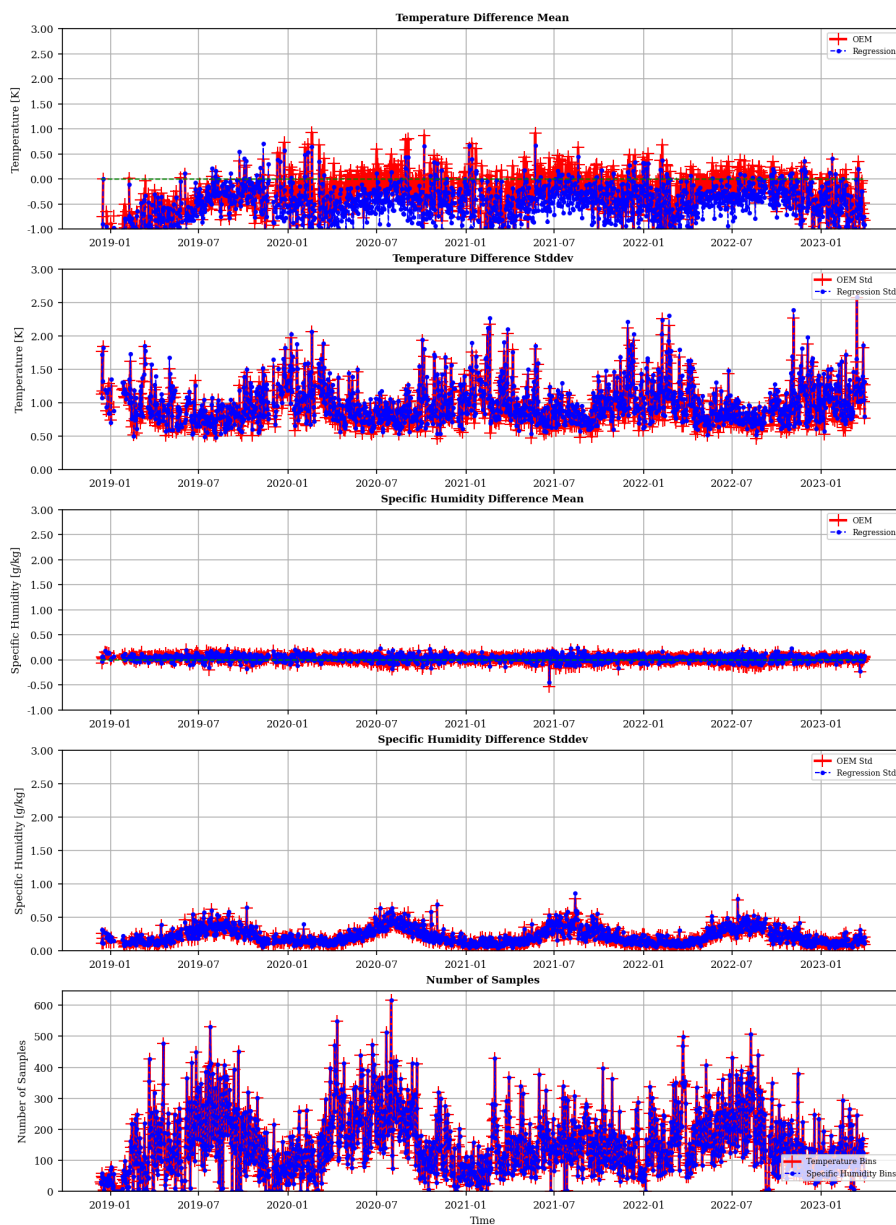 Temperature Difference Mean
3.00
2.50
2.00
1.50
1.00
0.50
0.00
-0.50
-1.00
Temperature [K]
OEM
Regression
2019-01 2019-07 2020-01 2020-07 2021-01 2021-07 2022-01 2022-07 2023-01
Temperature Difference Stddev
3.00
2.50
2.00
1.50
1.00
0.50
0.00
Temperature [K]
OEM Std
Regression Std
2019-01 2019-07 2020-01 2020-07 2021-01 2021-07 2022-01 2022-07 2023-01
Specific Humidity Difference Mean
3.00
2.50
2.00
1.50
1.00
0.50
0.00
-0.50
-1.00
Specific Humidity [g/kg]
OEM
Regression
2019-01 2019-07 2020-01 2020-07 2021-01 2021-07 2022-01 2022-07 2023-01
Specific Humidity Difference Stddev
3.00
2.50
2.00
1.50
1.00
0.50
0.00
Specific Humidity [g/kg]
OEM Std
Regression Std
2019-01 2019-07 2020-01 2020-07 2021-01 2021-07 2022-01 2022-07 2023-01
Number of Samples
600
500
400
300
200
100
0
Number of Samples
Temperature Bins
Specific Humidity Bins
2019-01 2019-07 2020-01 2020-07 2021-01 2021-07 2022-01 2022-07 2023-01
Time